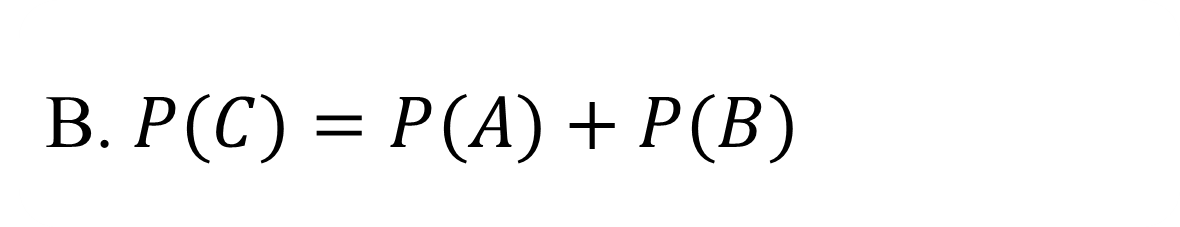 B. P(C) = P(A) + P(B)